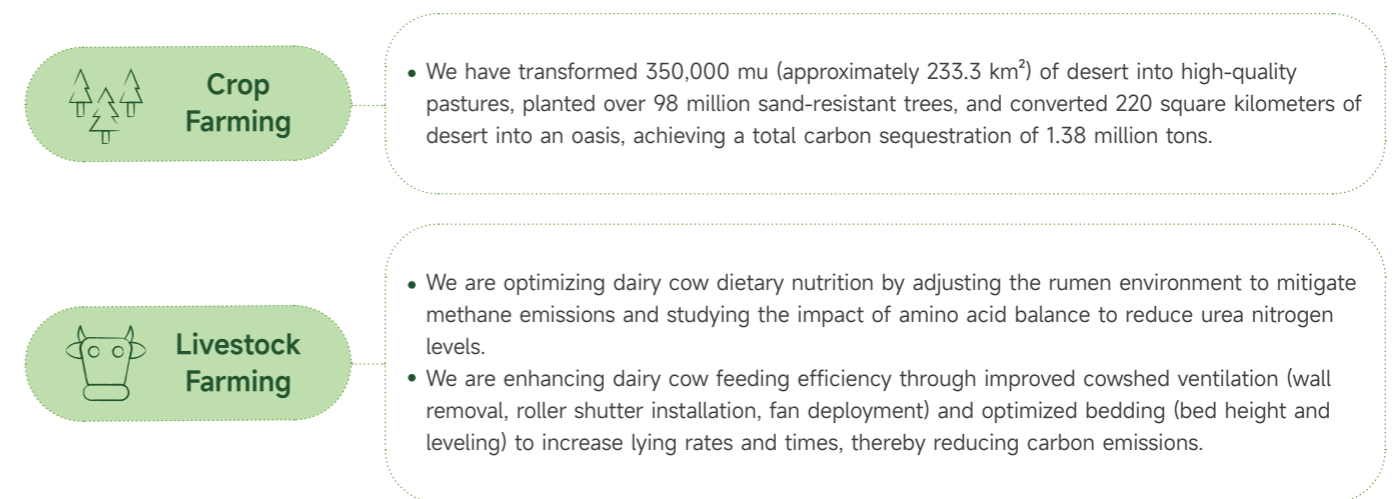 Crop
Farming
• We have transformed 350,000 mu (approximately 233.3 km²) of desert into high-quality
pastures, planted over 98 million sand-resistant trees, and converted 220 square kilometers of
desert into an oasis, achieving a total carbon sequestration of 1.38 million tons.
Livestock
Farming
• We are optimizing dairy cow dietary nutrition by adjusting the rumen environment to mitigate
methane emissions and studying the impact of amino acid balance to reduce urea nitrogen
levels.
• We are enhancing dairy cow feeding efficiency through improved cowshed ventilation (wall
removal, roller shutter installation, fan deployment) and optimized bedding (bed height and
leveling) to increase lying rates and times, thereby reducing carbon emissions.